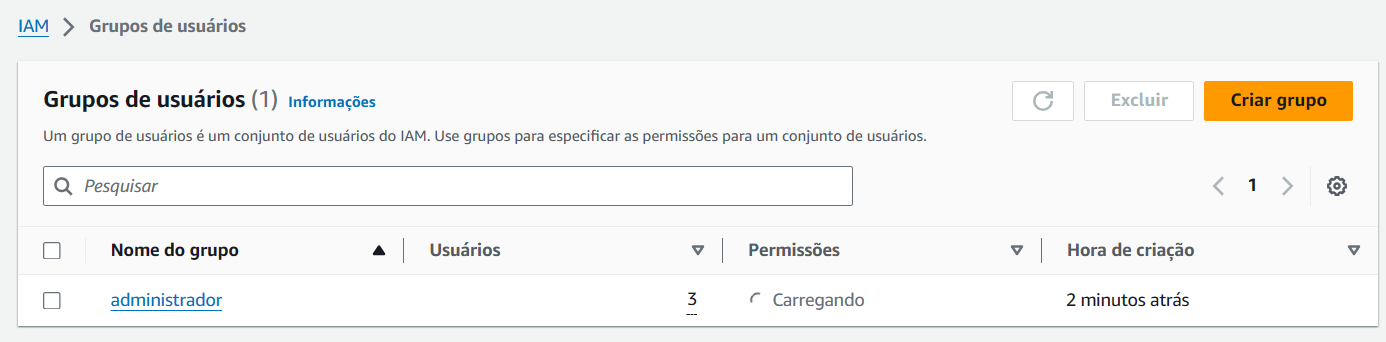 IAM > Grupos de usuários
Grupos de usuários (1) Informações
Excluir
Criar grupo
Um grupo de usuários é um conjunto de usuários do IAM. Use grupos para especificar as permissões para um conjunto de usuários.
Pesquisar
1
Nome do grupo Usuários Permissões Hora de criação
administrador 3 Carregando 2 minutos atrás